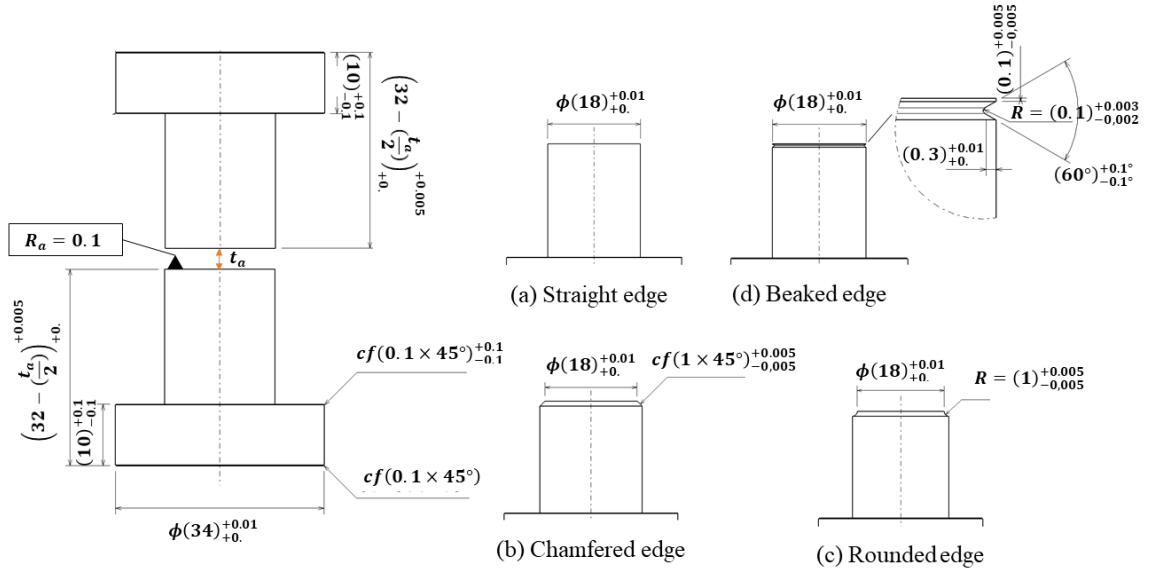 (10)+0.1 -0.1
(32 − (t_a/2))+0.005 +0.
R_a = 0.1
t_a
(32 − (t_a/2))+0.005 +0.
(10)+0.1 -0.1
cf(0.1 × 45°)+0.1 -0.1
cf(0.1 × 45°)
ϕ(34)+0.01 +0.
ϕ(18)+0.01 +0.
(a) Straight edge
ϕ(18)+0.01 +0.
(0.1)+0.005 -0,005
R = (0.1)+0.003 -0,002
(0.3)+0.01 +0.
(60°)+0.1° -0.1°
(d) Beaked edge
ϕ(18)+0.01 +0.
cf(1 × 45°)+0.005 -0,005
(b) Chamfered edge
ϕ(18)+0.01 +0.
R = (1)+0.005 -0,005
(c) Rounded edge